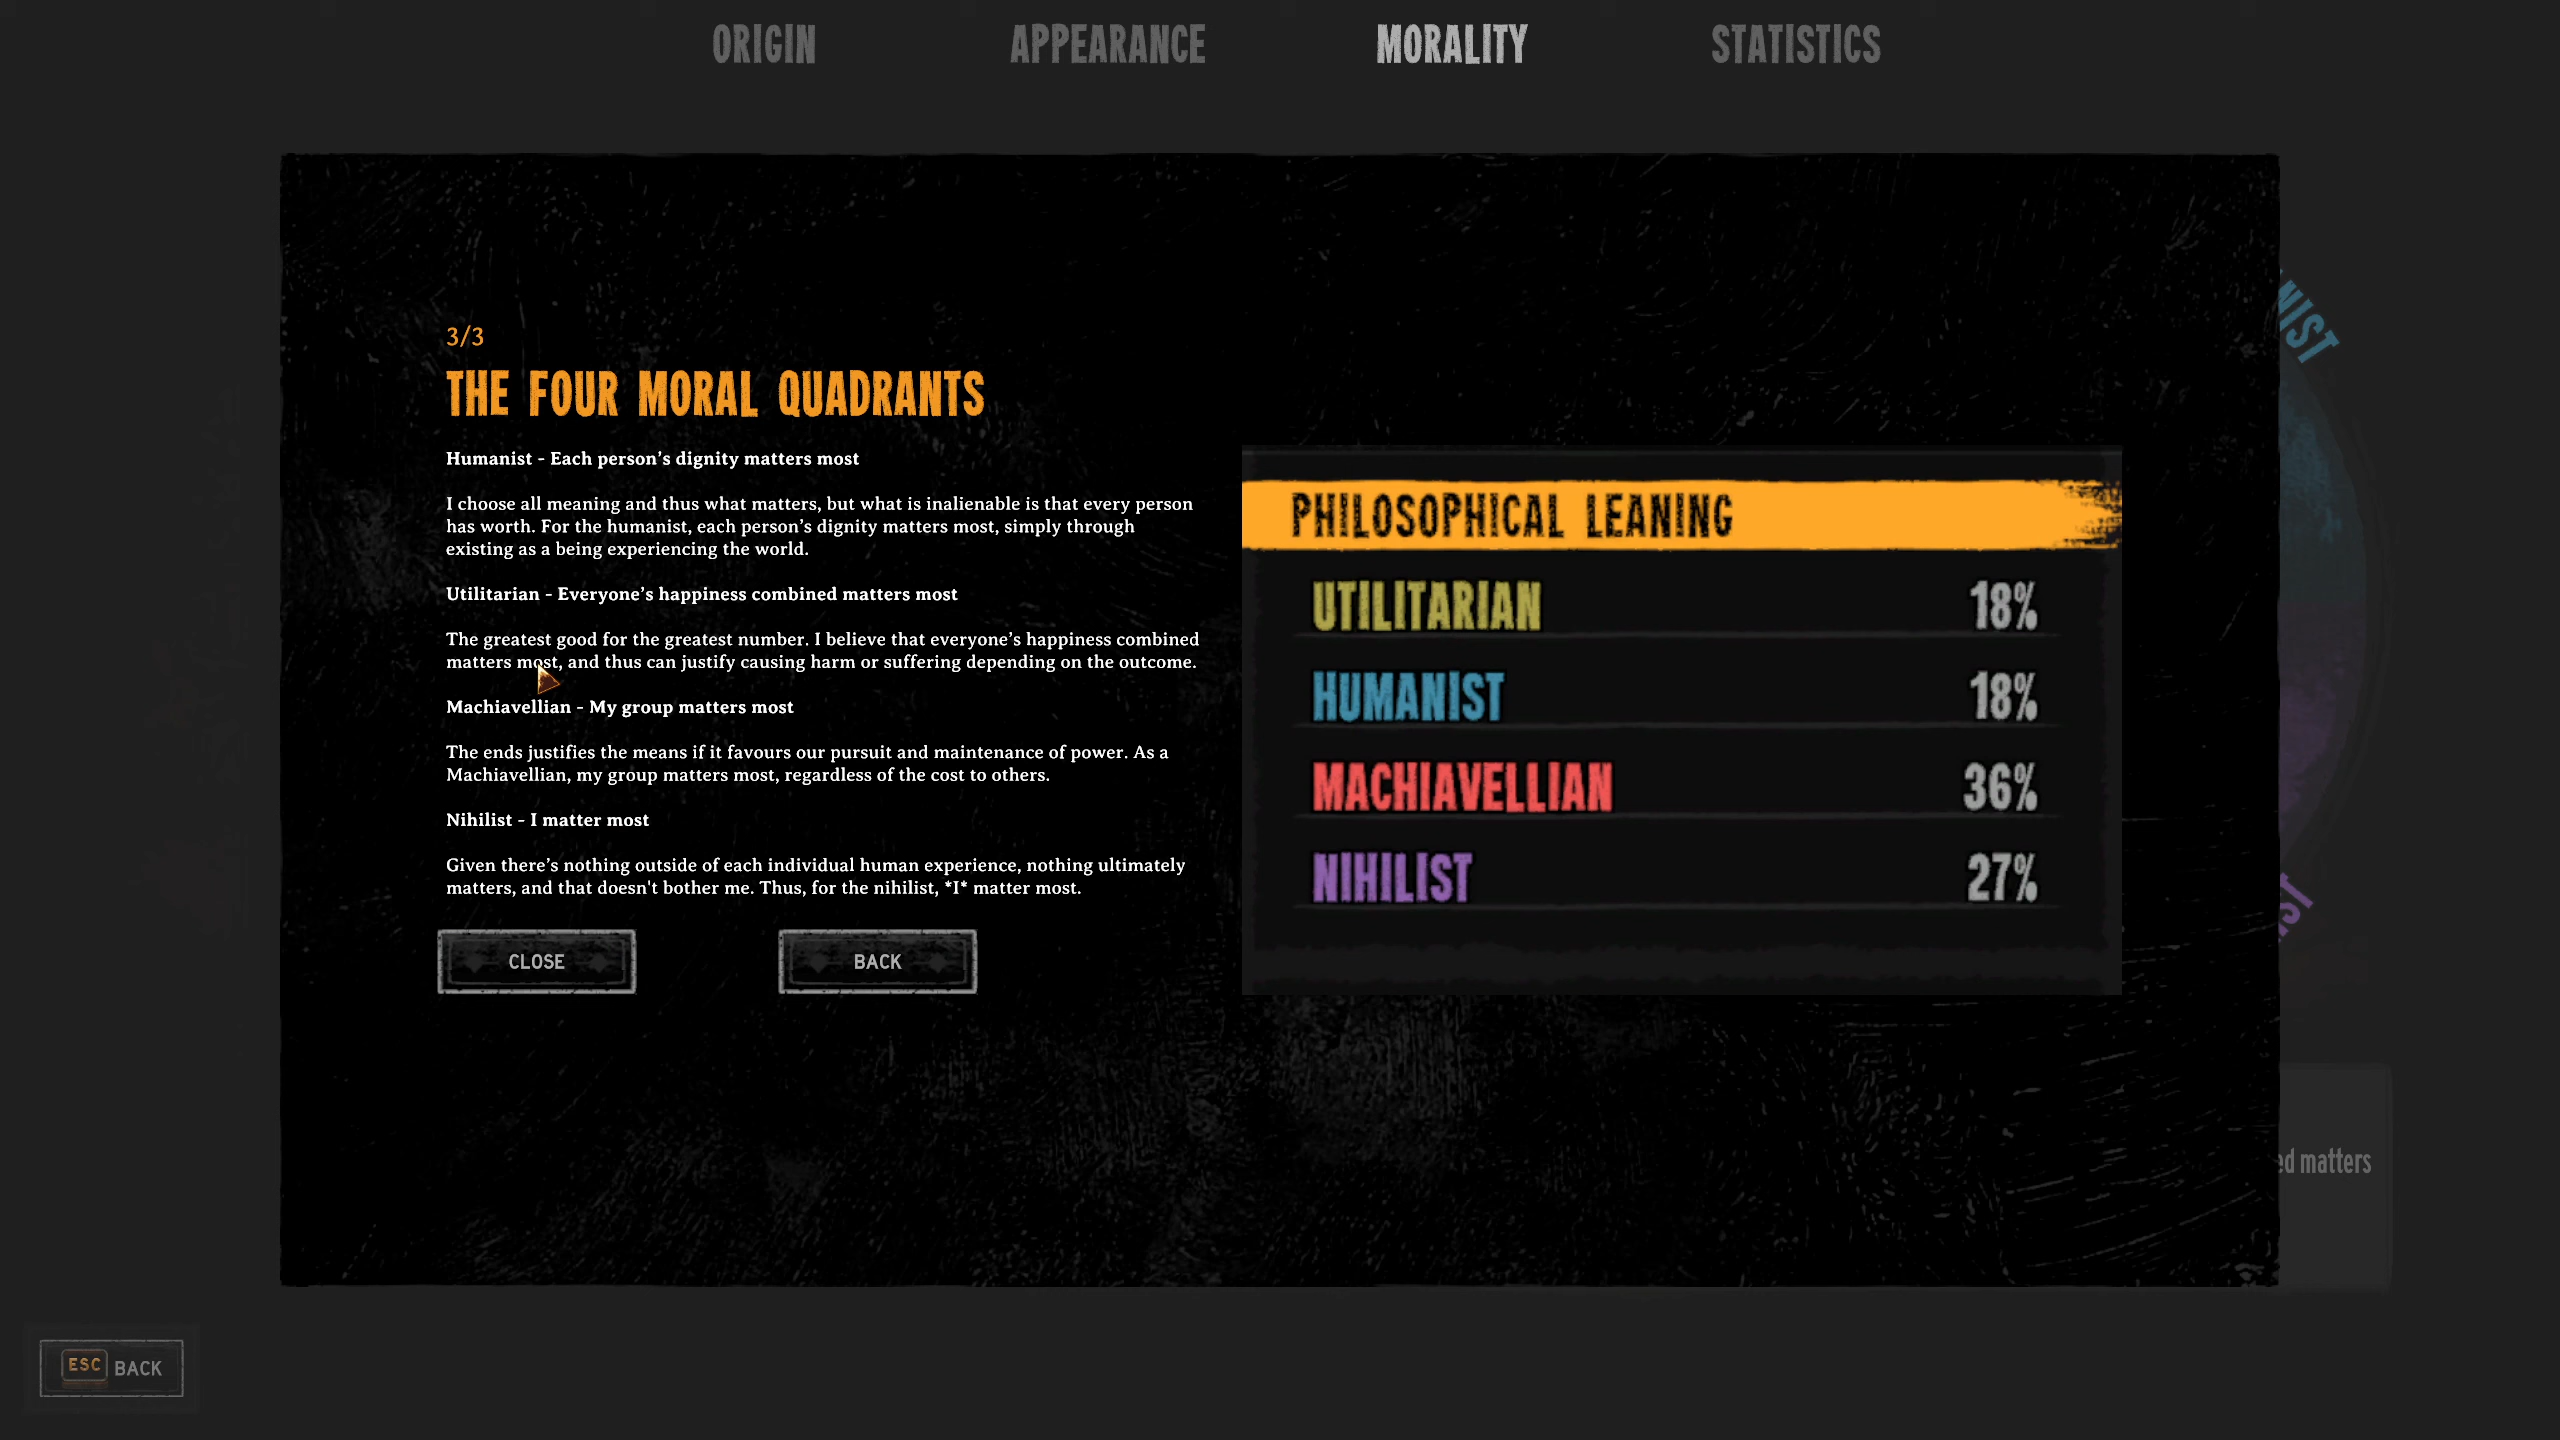 ORIGIN APPEARANCE MORALITY STATISTICS
3/3
THE FOUR MORAL QUADRANTS
Humanist - Each person's dignity matters most
I choose all meaning and thus what matters, but what is inalienable is that every person
has worth. For the humanist, each person's dignity matters most, simply through
existing as a being experiencing the world.
Utilitarian - Everyone's happiness combined matters most
The greatest good for the greatest number. I believe that everyone's happiness combined
matters most, and thus can justify causing harm or suffering depending on the outcome.
Machiavellian - My group matters most
The ends justifies the means if it favours our pursuit and maintenance of power. As a
Machiavellian, my group matters most, regardless of the cost to others.
Nihilist - I matter most
Given there's nothing outside of each individual human experience, nothing ultimately
matters, and that doesn't bother me. Thus, for the nihilist, *I* matter most.
CLOSE BACK
PHILOSOPHICAL LEANING
UTILITARIAN 18%
HUMANIST 18%
MACHIAVELLIAN 36%
NIHILIST 27%
NIST
IST
ed matters
ESC BACK